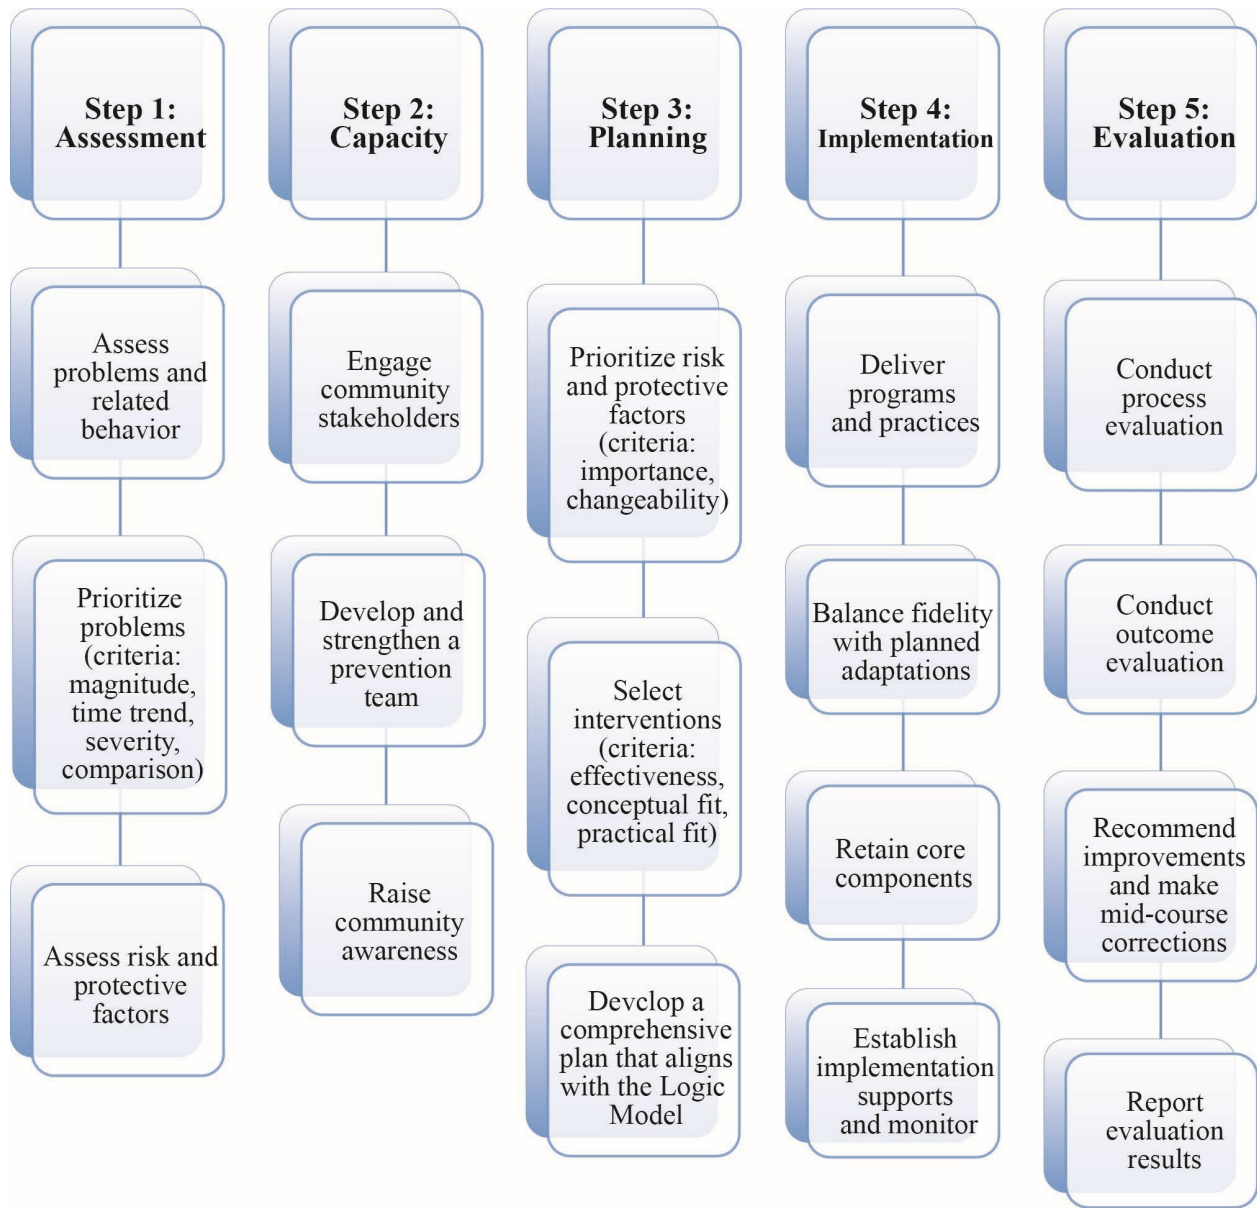 Step 1:
Assessment
Assess
problems and
related
behavior
Prioritize
problems
(criteria:
magnitude,
time trend,
severity,
comparison)
Assess risk and
protective
factors
Step 2:
Capacity
Engage
community
stakeholders
Develop and
strengthen a
prevention
team
Raise
community
awareness
Step 3:
Planning
Prioritize risk
and protective
factors
(criteria:
importance,
changeability)
Select
interventions
(criteria:
effectiveness,
conceptual fit,
practical fit)
Develop a
comprehensive
plan that aligns
with the Logic
Model
Step 4:
Implementation
Deliver
programs
and practices
Balance fidelity
with planned
adaptations
Retain core
components
Establish
implementation
supports
and monitor
Step 5:
Evaluation
Conduct
process
evaluation
Conduct
outcome
evaluation
Recommend
improvements
and make
mid-course
corrections
Report
evaluation
results